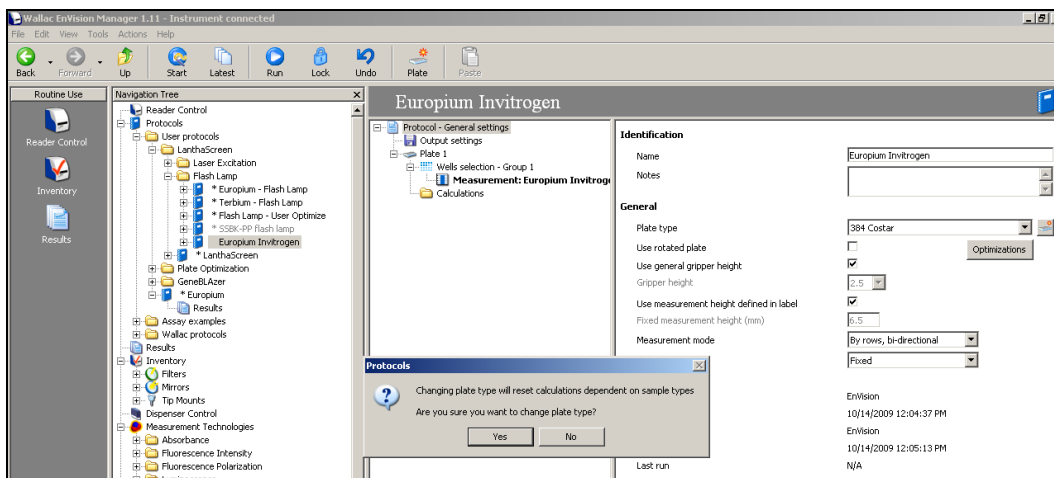 Wallac EnVision Manager 1.11 - Instrument connected
File Edit View Tools Actions Help
Back Forward Up Start Latest Run Lock Undo Plate Paste
Routine Use
Reader Control
Inventory
Results
Navigation Tree
Reader Control
Protocols
User protocols
LanthaScreen
Laser Excitation
Flash Lamp
* Europium - Flash Lamp
* Terbium - Flash Lamp
* Flash Lamp - User Optimize
* SSBK-PP flash lamp
Europium Invitrogen
* LanthaScreen
Plate Optimization
GeneBLAzer
* Europium
Results
Assay examples
Wallac protocols
Results
Inventory
Filters
Mirrors
Tip Mounts
Dispenser Control
Measurement Technologies
Absorbance
Fluorescence Intensity
Fluorescence Polarization
Europium Invitrogen
Protocol - General settings
Output settings
Plate 1
Wells selection - Group 1
Measurement: Europium Invitroge
Calculations
Identification
Name Europium Invitrogen
Notes
General
Plate type 384 Costar
Use rotated plate Optimizations
Use general gripper height
Gripper height 2.5
Use measurement height defined in label
Fixed measurement height (mm) 6.5
Measurement mode By rows, bi-directional
Fixed
EnVision
10/14/2009 12:04:37 PM
EnVision
10/14/2009 12:05:13 PM
Last run N/A
Protocols
Changing plate type will reset calculations dependent on sample types
Are you sure you want to change plate type?
Yes No